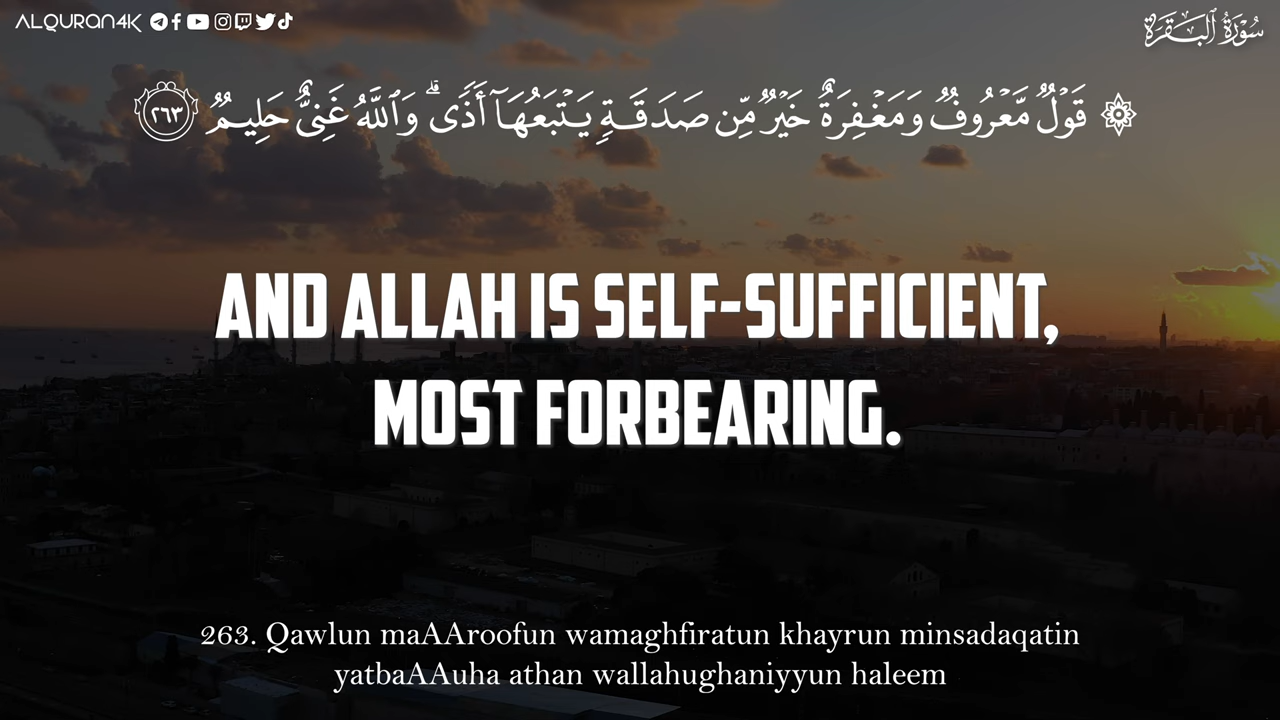 ALQURAN4K
سُورَةُ ٱلْبَقَرَةِ
۞ قَوْلٌ مَّعْرُوفٌ وَمَغْفِرَةٌ خَيْرٌ مِّن صَدَقَةٍ يَتْبَعُهَآ أَذًى ۗ وَٱللَّهُ غَنِىٌّ حَلِيمٌ ٢٦٣
AND ALLAH IS SELF-SUFFICIENT,
MOST FORBEARING.
263. Qawlun maAAroofun wamaghfiratun khayrun minsadaqatin
yatbaAAuha athan wallahughaniyyun haleem